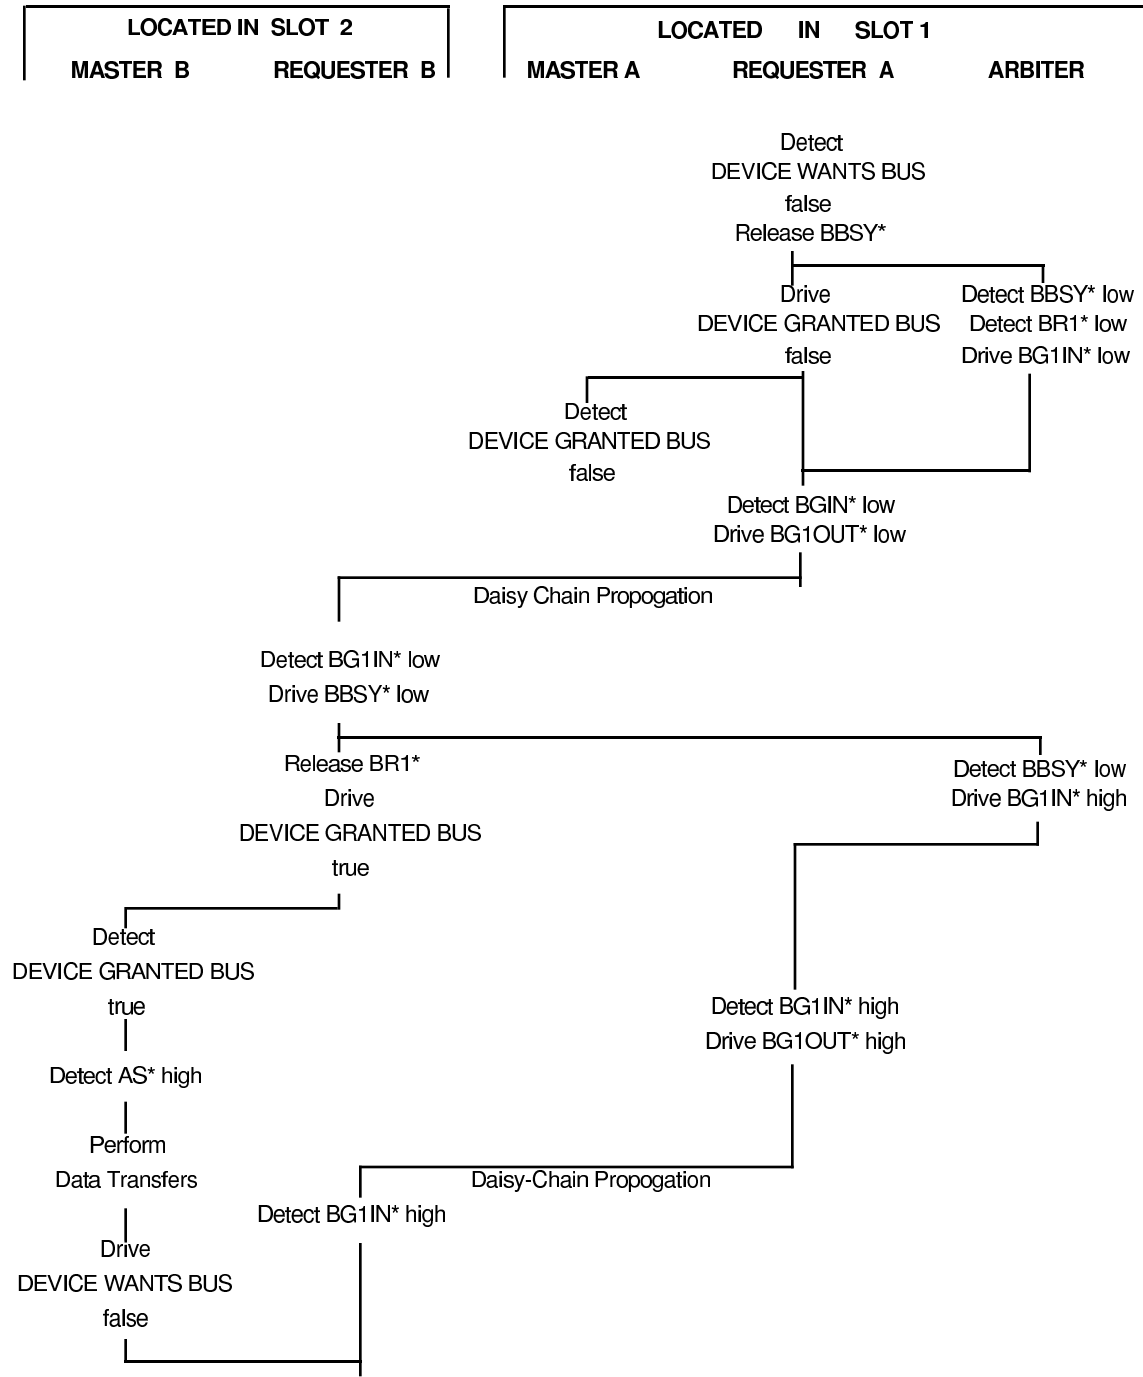 LOCATED IN SLOT 2
LOCATED IN SLOT 1
MASTER B
REQUESTER B
MASTER A
REQUESTER A
ARBITER
Detect
DEVICE WANTS BUS
false
Release BBSY*
Drive
DEVICE GRANTED BUS
false
Detect BBSY* low
Detect BR1* low
Drive BG1IN* low
Detect
DEVICE GRANTED BUS
false
Detect BGIN* low
Drive BG1OUT* low
Daisy Chain Propogation
Detect BG1IN* low
Drive BBSY* low
Release BR1*
Drive
DEVICE GRANTED BUS
true
Detect BBSY* low
Drive BG1IN* high
Detect
DEVICE GRANTED BUS
true
Detect BG1IN* high
Drive BG1OUT* high
Detect AS* high
Perform
Data Transfers
Daisy-Chain Propogation
Detect BG1IN* high
Drive
DEVICE WANTS BUS
false